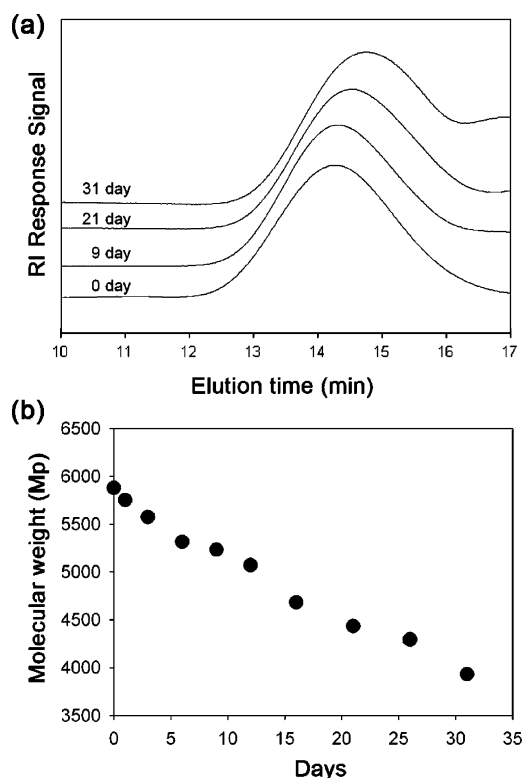 (a)
RI Response Signal
31 day
21 day
9 day
0 day
10 11 12 13 14 15 16 17
Elution time (min)
(b)
Molecular weight (Mp)
6500
6000
5500
5000
4500
4000
3500
0 5 10 15 20 25 30 35
Days